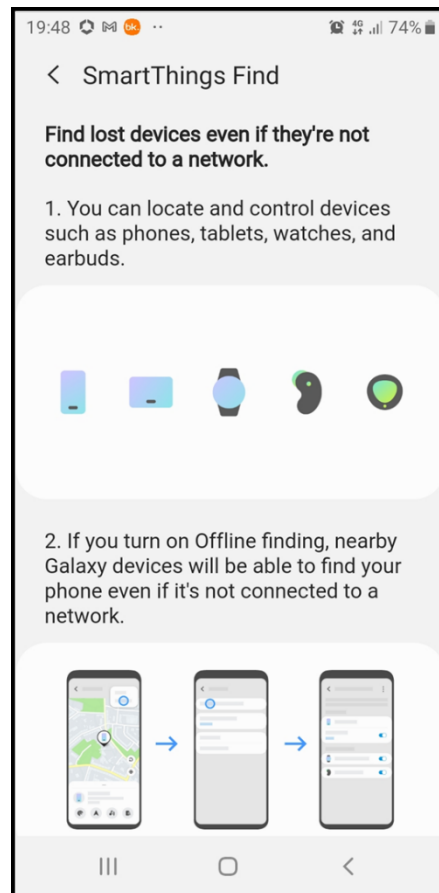 19:48
bk.
4G
74%
SmartThings Find
Find lost devices even if they're not
connected to a network.
1. You can locate and control devices
such as phones, tablets, watches, and
earbuds.
2. If you turn on Offline finding, nearby
Galaxy devices will be able to find your
phone even if it's not connected to a
network.